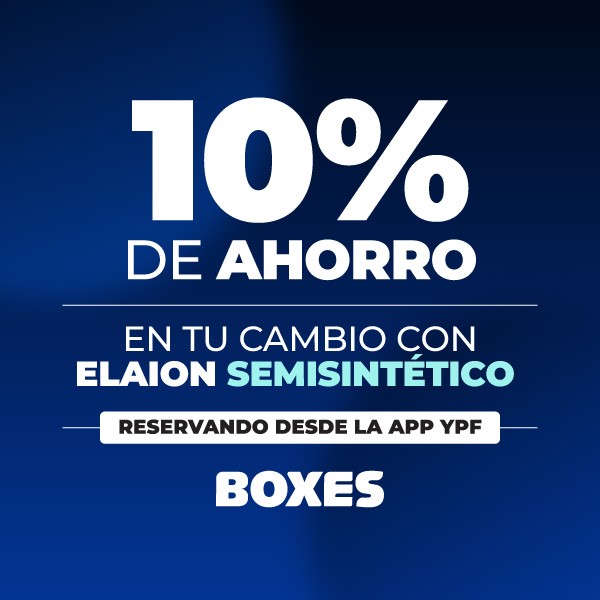 10%
DE AHORRO
EN TU CAMBIO CON
ELAION SEMISINTÉTICO
RESERVANDO DESDE LA APP YPF
BOXES